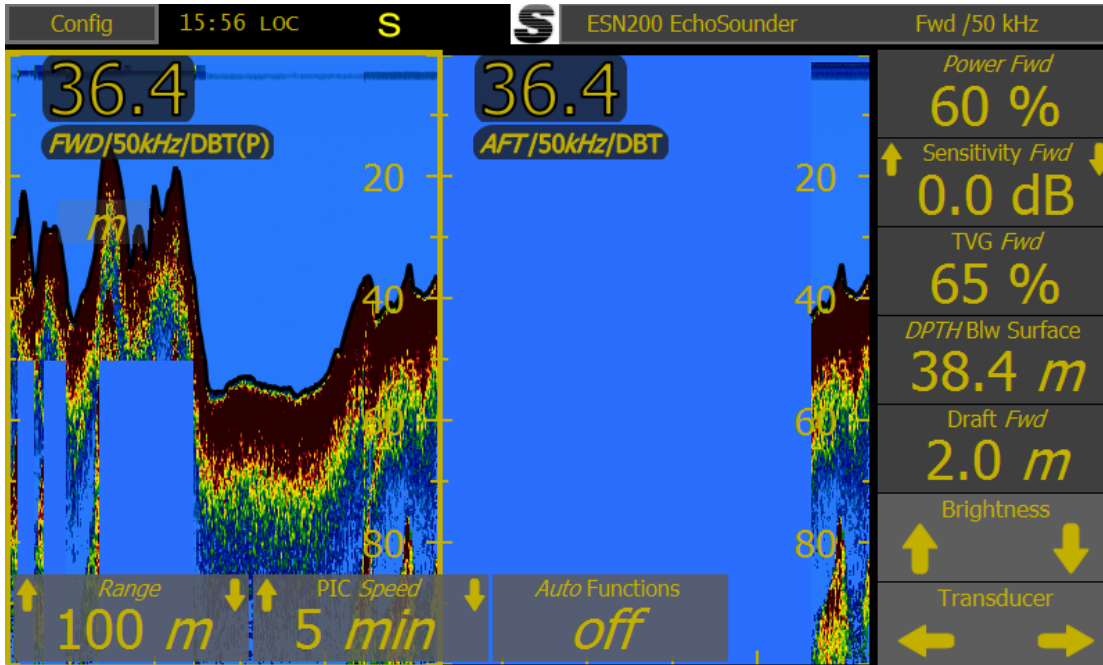 Config
15:56 LOC
S
S
ESN200 EchoSounder
Fwd /50 kHz
36.4
FWD/50kHz/DBT(P)
20
m
40
60
80
36.4
AFT/50kHz/DBT
20
40
60
80
Power Fwd
60 %
Sensitivity Fwd
0.0 dB
TVG Fwd
65 %
DPTH Blw Surface
38.4 m
Draft Fwd
2.0 m
Brightness
Transducer
Range
100 m
PIC Speed
5 min
Auto Functions
off